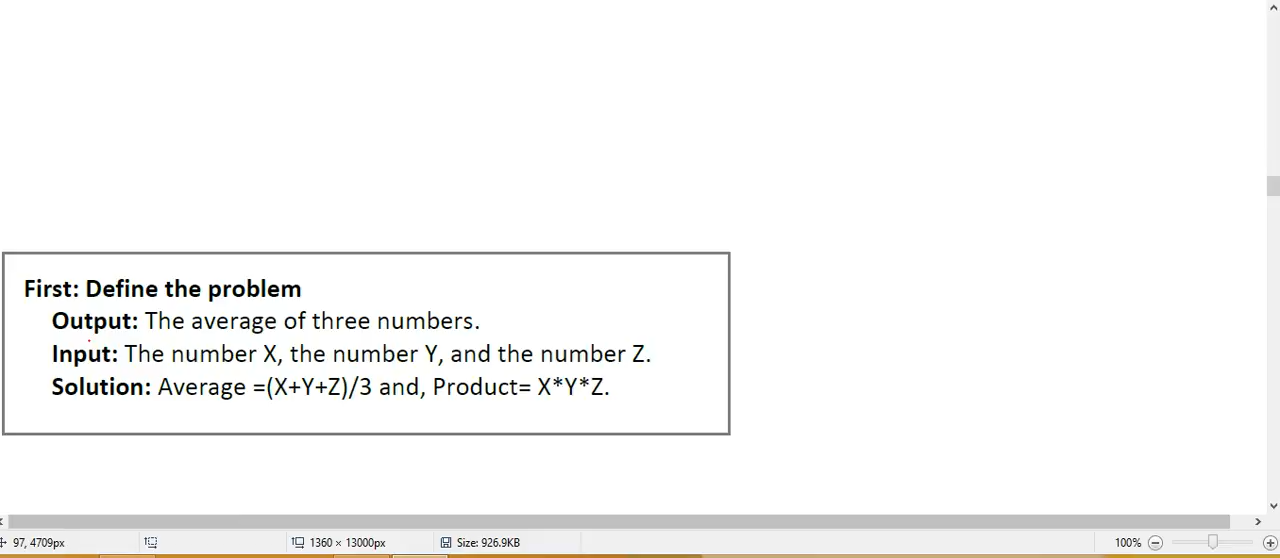 First: Define the problem
Output: The average of three numbers.
Input: The number X, the number Y, and the number Z.
Solution: Average =(X+Y+Z)/3 and, Product= X*Y*Z.
97, 4709px 1360 × 13000px Size: 926.9KB 100%